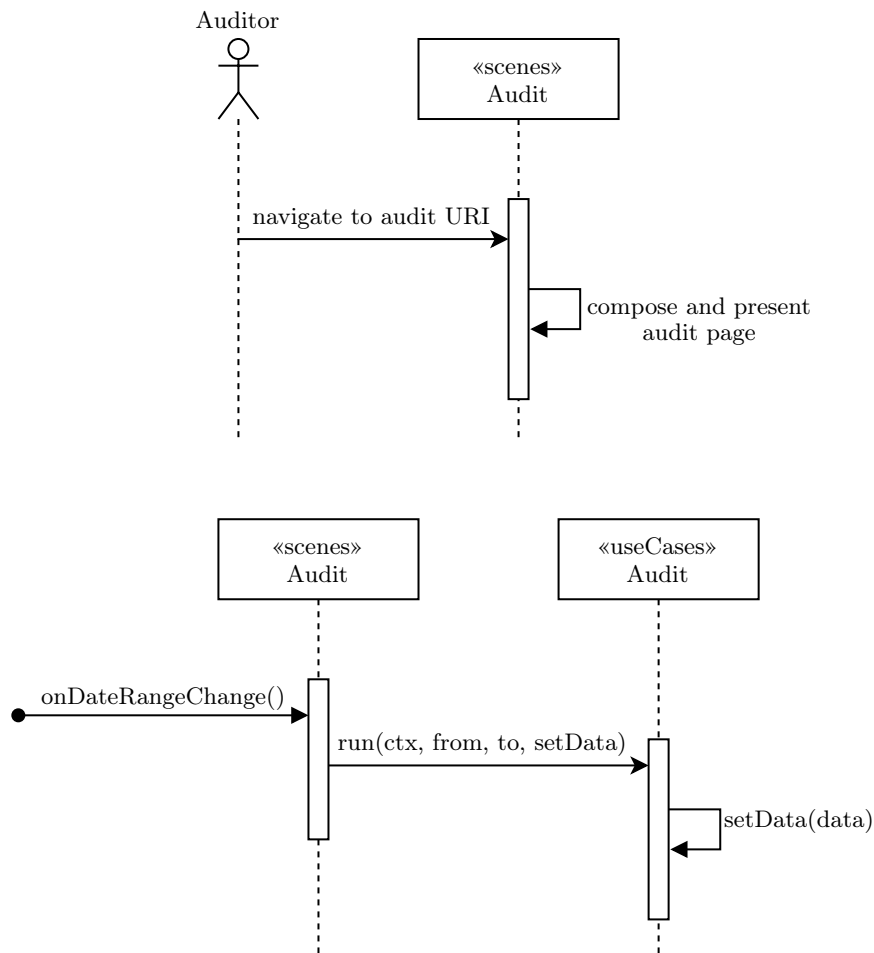 Auditor
«scenes»
Audit
navigate to audit URI
compose and present
audit page
«scenes»
Audit
«useCases»
Audit
onDateRangeChange()
run(ctx, from, to, setData)
setData(data)